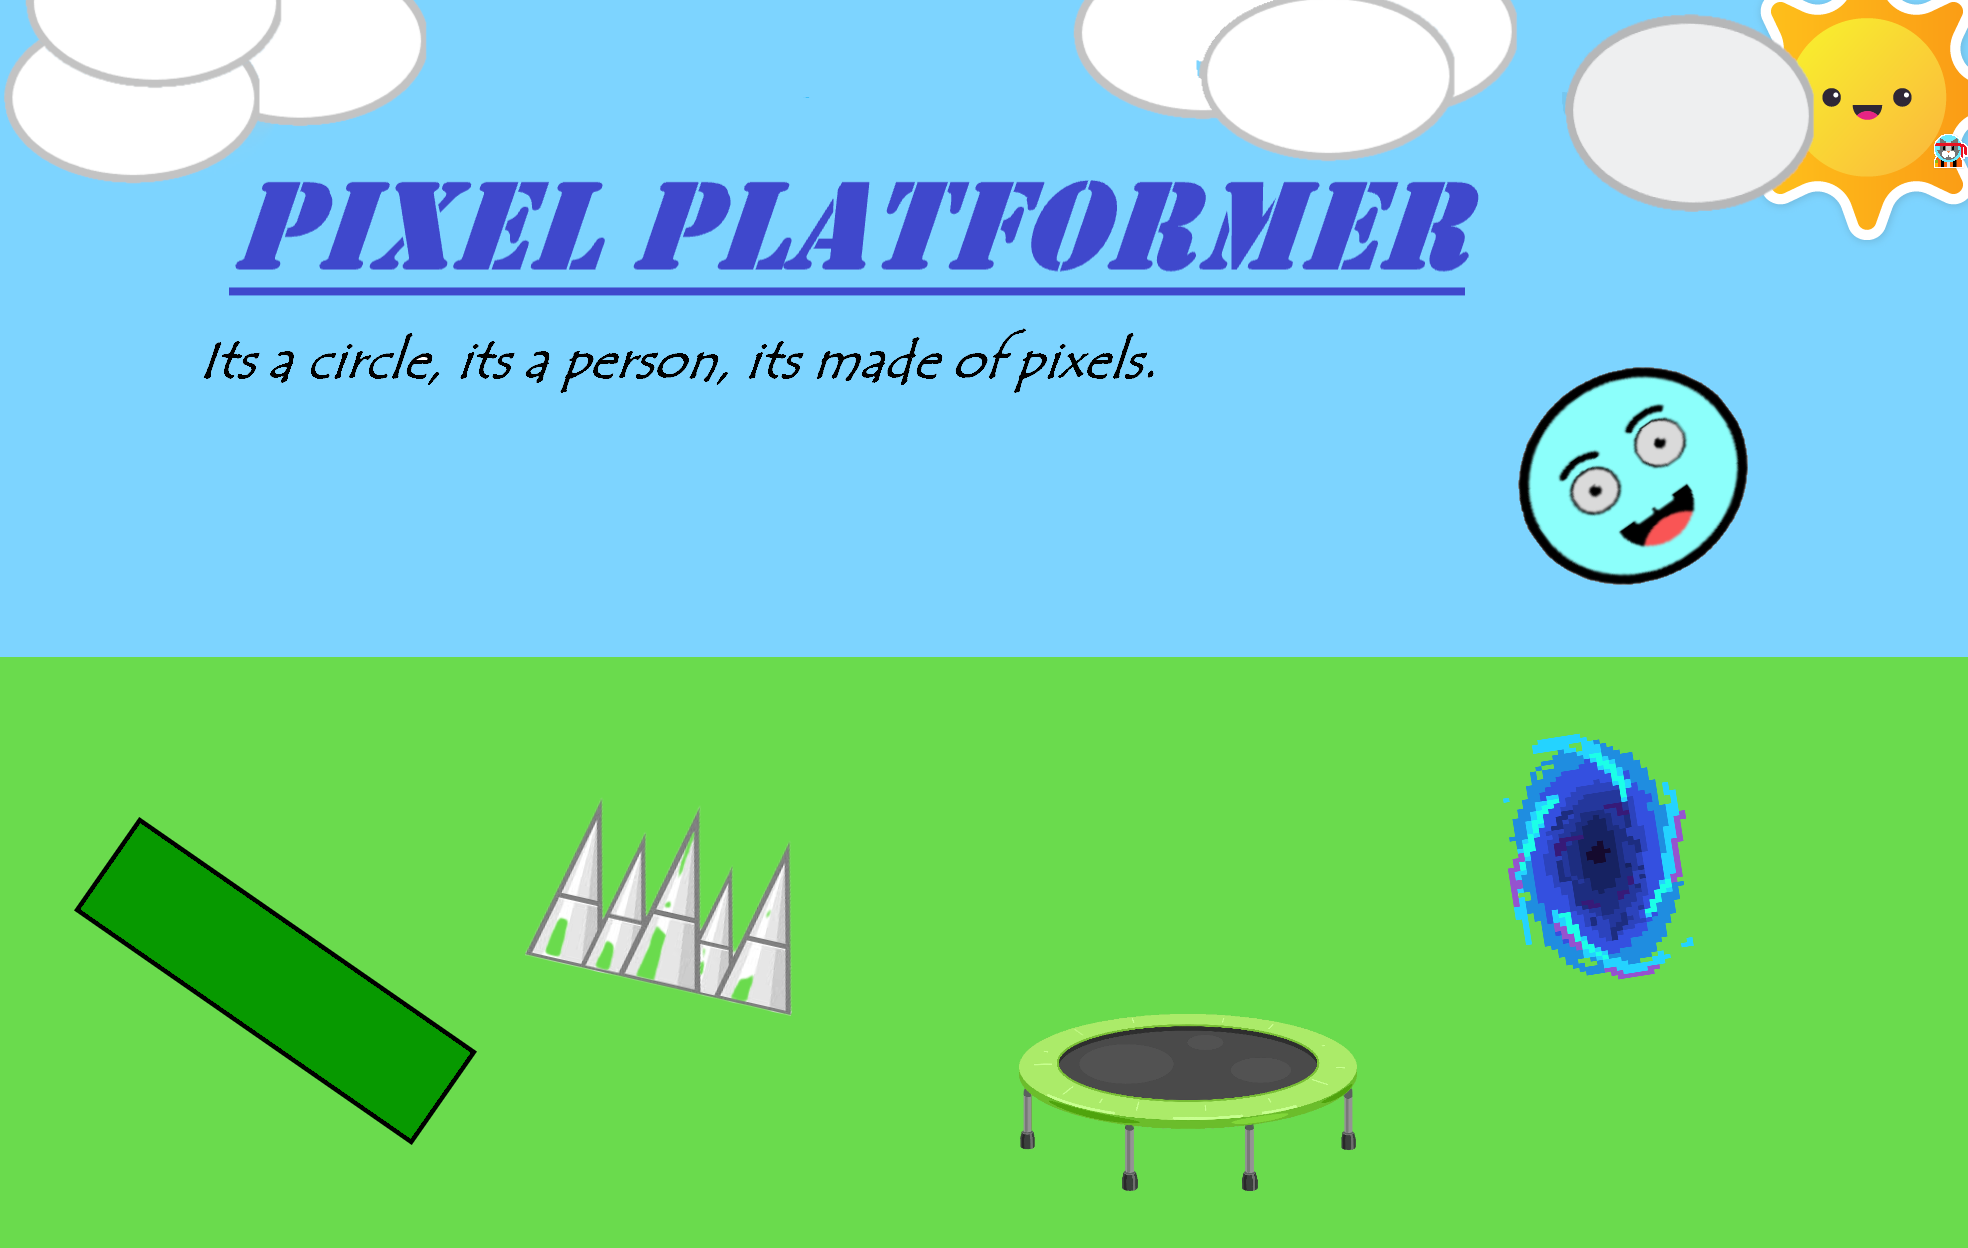 PIXEL PLATFORMER
Its a circle, its a person, its made of pixels.